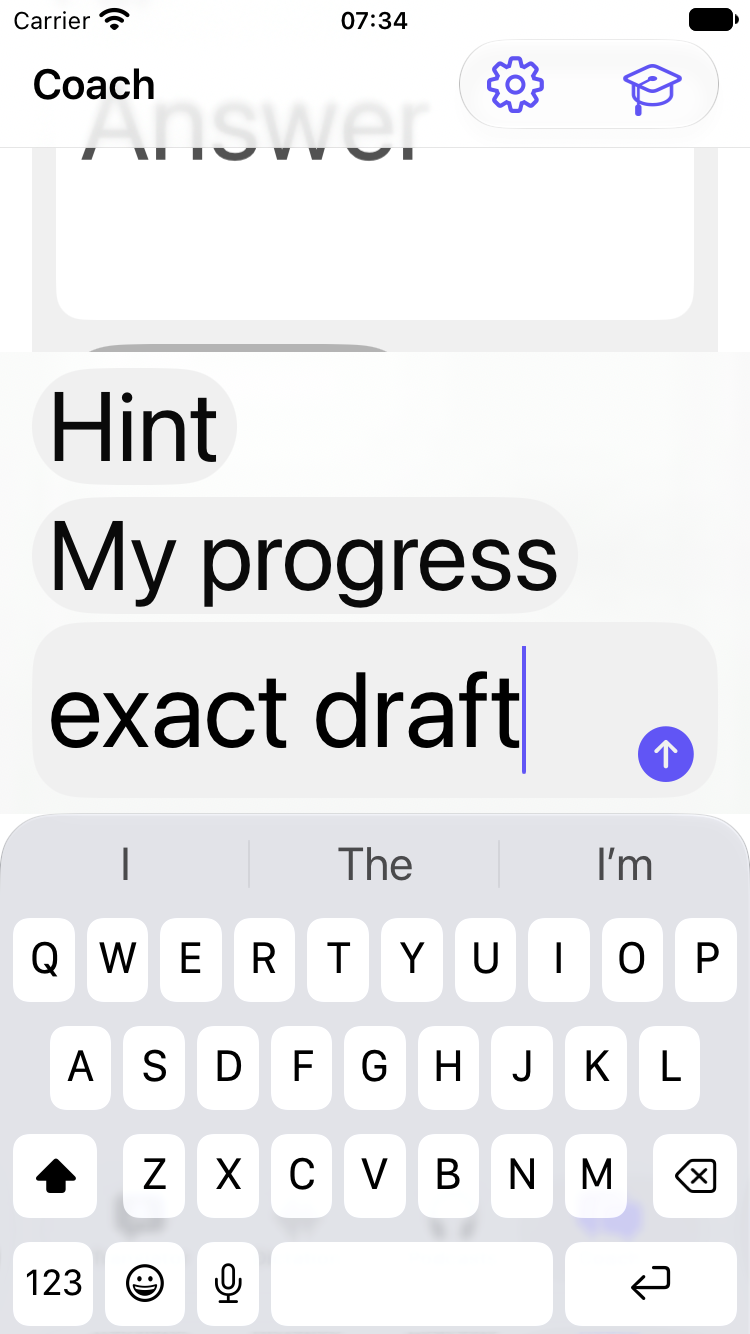 Carrier 07:34
Coach
Answer
Hint
My progress
exact draft
I The I’m
Q W E R T Y U I O P
A S D F G H J K L
Z X C V B N M
123